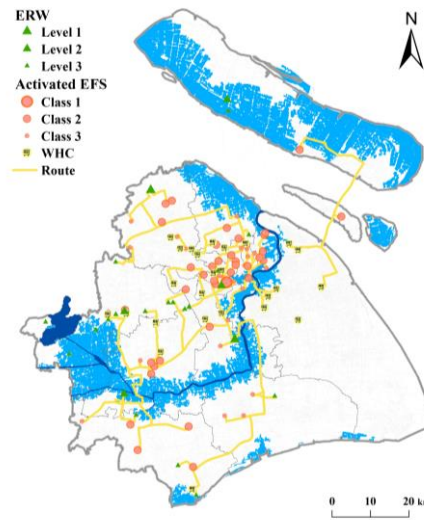 ERW
Level 1
Level 2
Level 3
Activated EFS
Class 1
Class 2
Class 3
WHC
Route
N
0 10 20 k